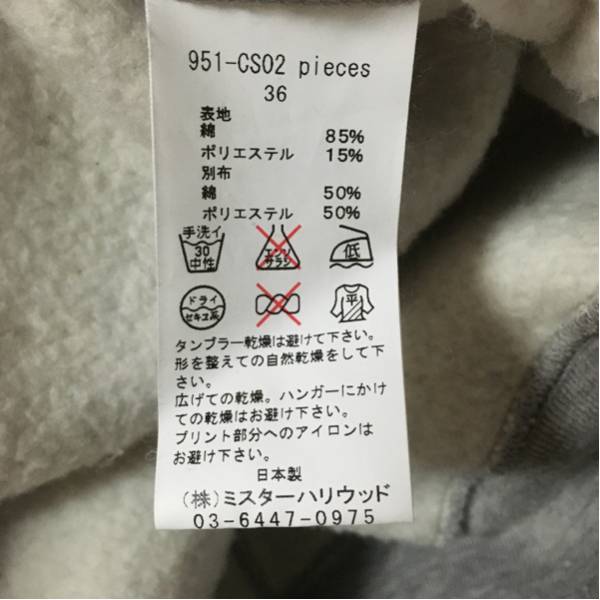 951-CS02 pieces
36
表地
綿 85%
ポリエステル 15%
別布
綿 50%
ポリエステル 50%
手洗イ
30
中性
エンソ
サラシ
低
ドライ
セキユ系
平
タンブラー乾燥は避けて下さい。
形を整えての自然乾燥をして下
さい。
広げての乾燥。ハンガーにかけ
ての乾燥はお避け下さい。
プリント部分へのアイロンは
お避け下さい。
日本製
(株)ミスターハリウッド
03-6447-0975